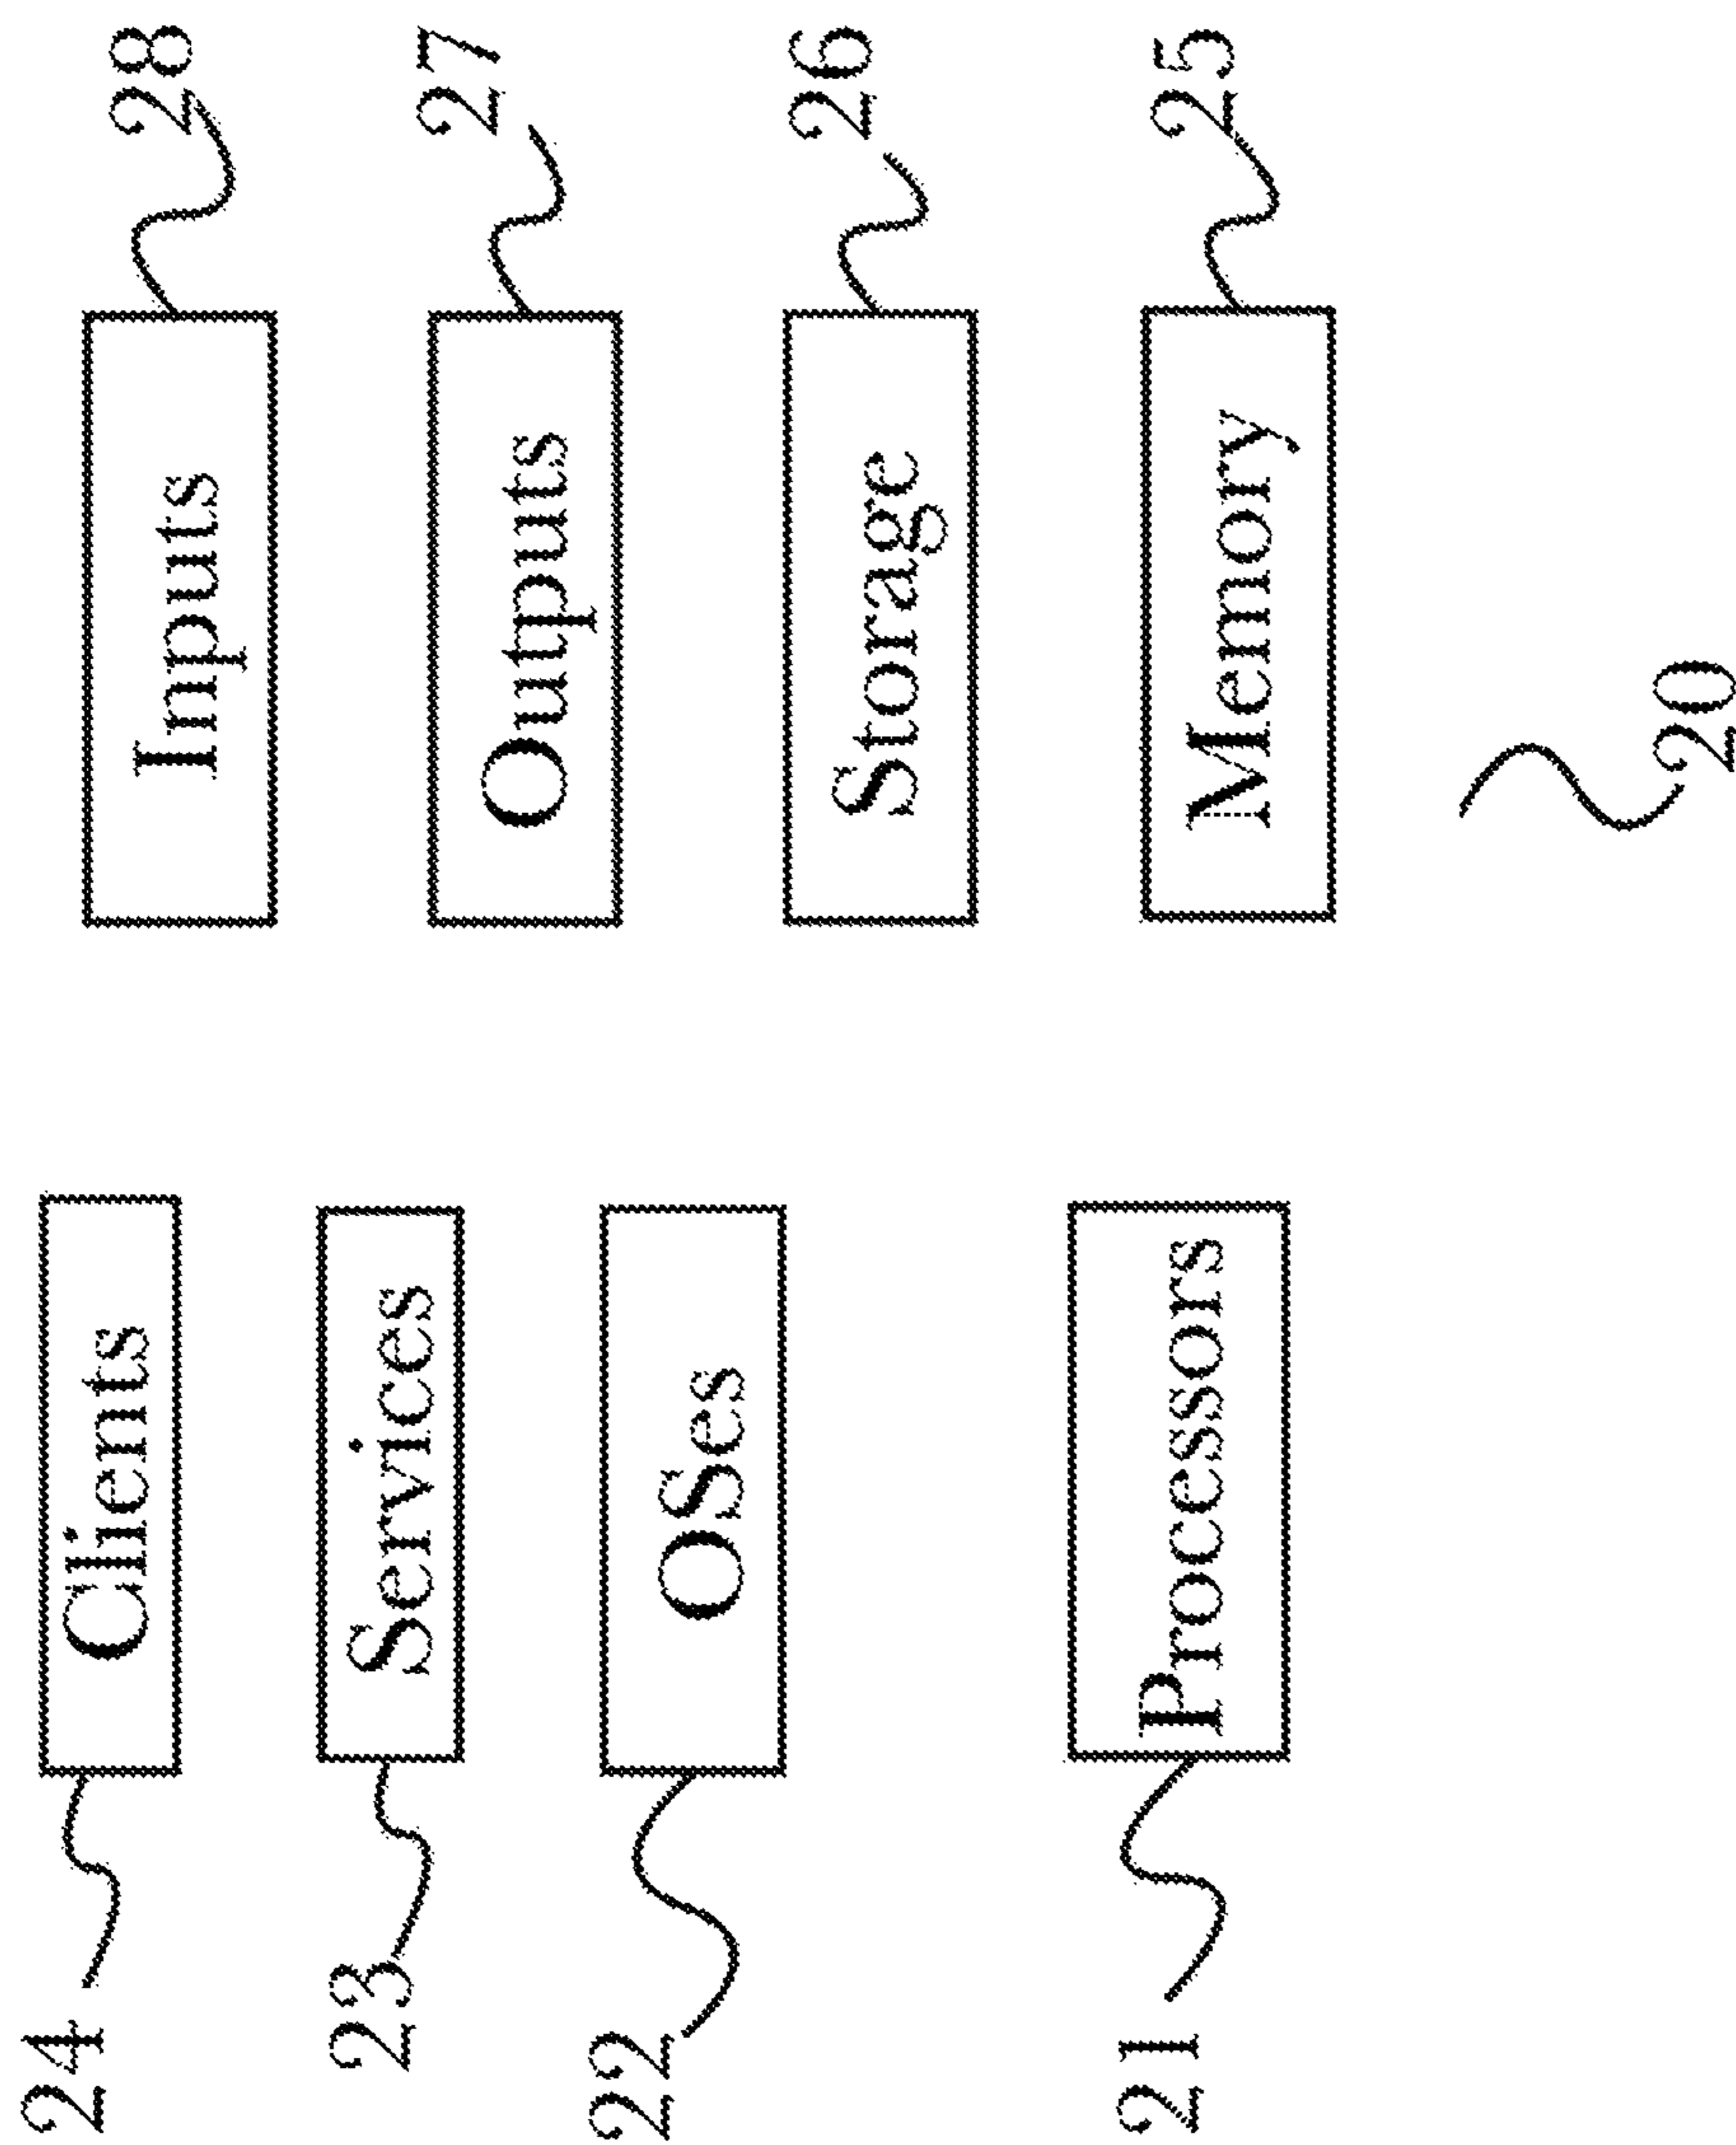 24 Clients Inputs 28
23 Services Outputs 27
22 OSes Storage 26
21 Processors Memory 25
20